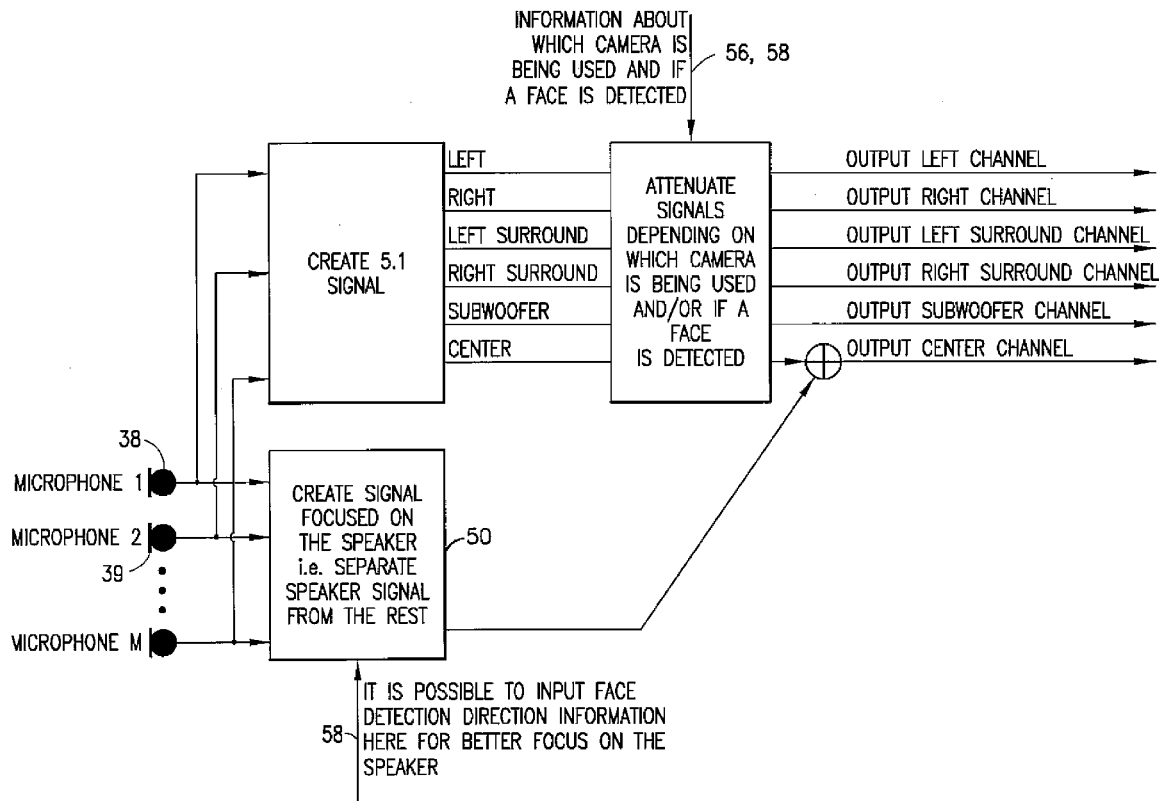 INFORMATION ABOUT
WHICH CAMERA IS
BEING USED AND IF
A FACE IS DETECTED
56, 58
CREATE 5.1
SIGNAL
LEFT
RIGHT
LEFT SURROUND
RIGHT SURROUND
SUBWOOFER
CENTER
ATTENUATE
SIGNALS
DEPENDING ON
WHICH CAMERA
IS BEING USED
AND/OR IF A
FACE
IS DETECTED
OUTPUT LEFT CHANNEL
OUTPUT RIGHT CHANNEL
OUTPUT LEFT SURROUND CHANNEL
OUTPUT RIGHT SURROUND CHANNEL
OUTPUT SUBWOOFER CHANNEL
OUTPUT CENTER CHANNEL
38
MICROPHONE 1
MICROPHONE 2
39
MICROPHONE M
CREATE SIGNAL
FOCUSED ON
THE SPEAKER
i.e. SEPARATE
SPEAKER SIGNAL
FROM THE REST
50
IT IS POSSIBLE TO INPUT FACE
DETECTION DIRECTION INFORMATION
HERE FOR BETTER FOCUS ON THE
SPEAKER
58